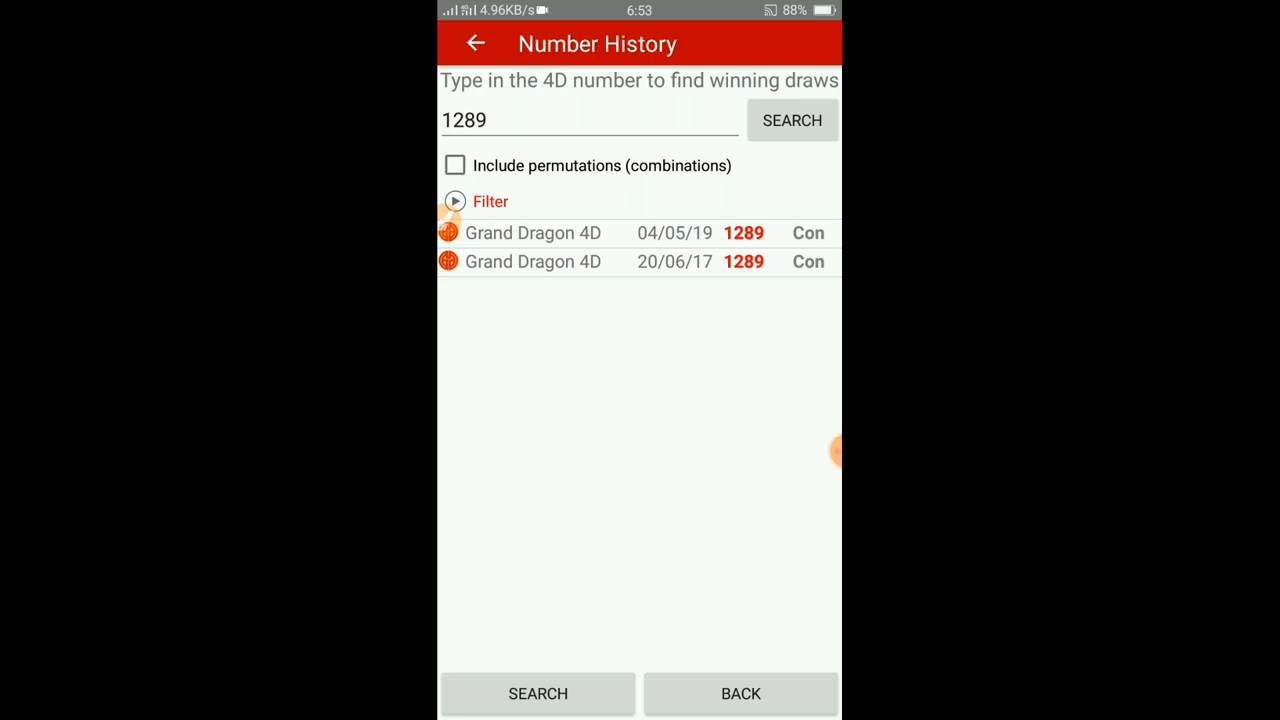 4.96KB/s 6:53 88%
Number History
Type in the 4D number to find winning draws
1289 SEARCH
Include permutations (combinations)
Filter
Grand Dragon 4D 04/05/19 1289 Con
Grand Dragon 4D 20/06/17 1289 Con
SEARCH BACK